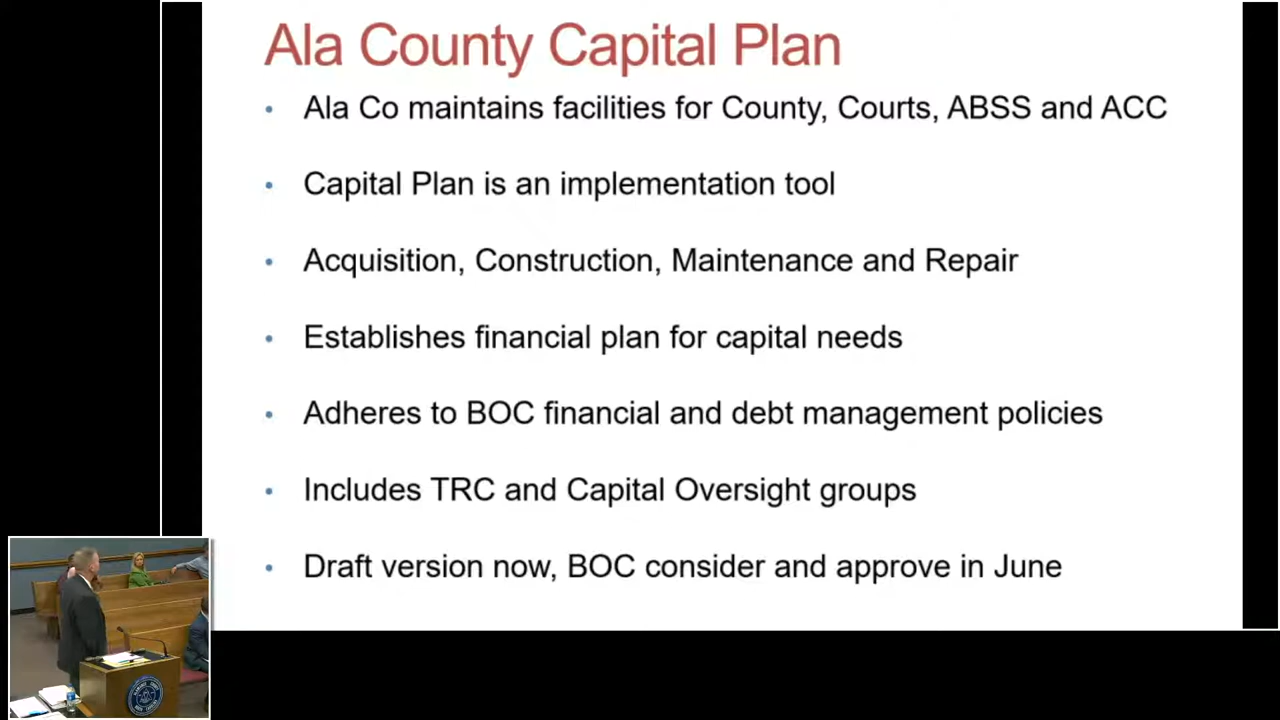 Ala County Capital Plan
• Ala Co maintains facilities for County, Courts, ABSS and ACC
• Capital Plan is an implementation tool
• Acquisition, Construction, Maintenance and Repair
• Establishes financial plan for capital needs
• Adheres to BOC financial and debt management policies
• Includes TRC and Capital Oversight groups
• Draft version now, BOC consider and approve in June